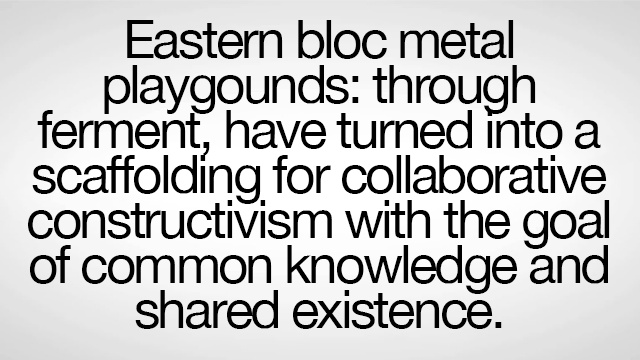 Eastern bloc metal
playgounds: through
ferment, have turned into a
scaffolding for collaborative
constructivism with the goal
of common knowledge and
shared existence.